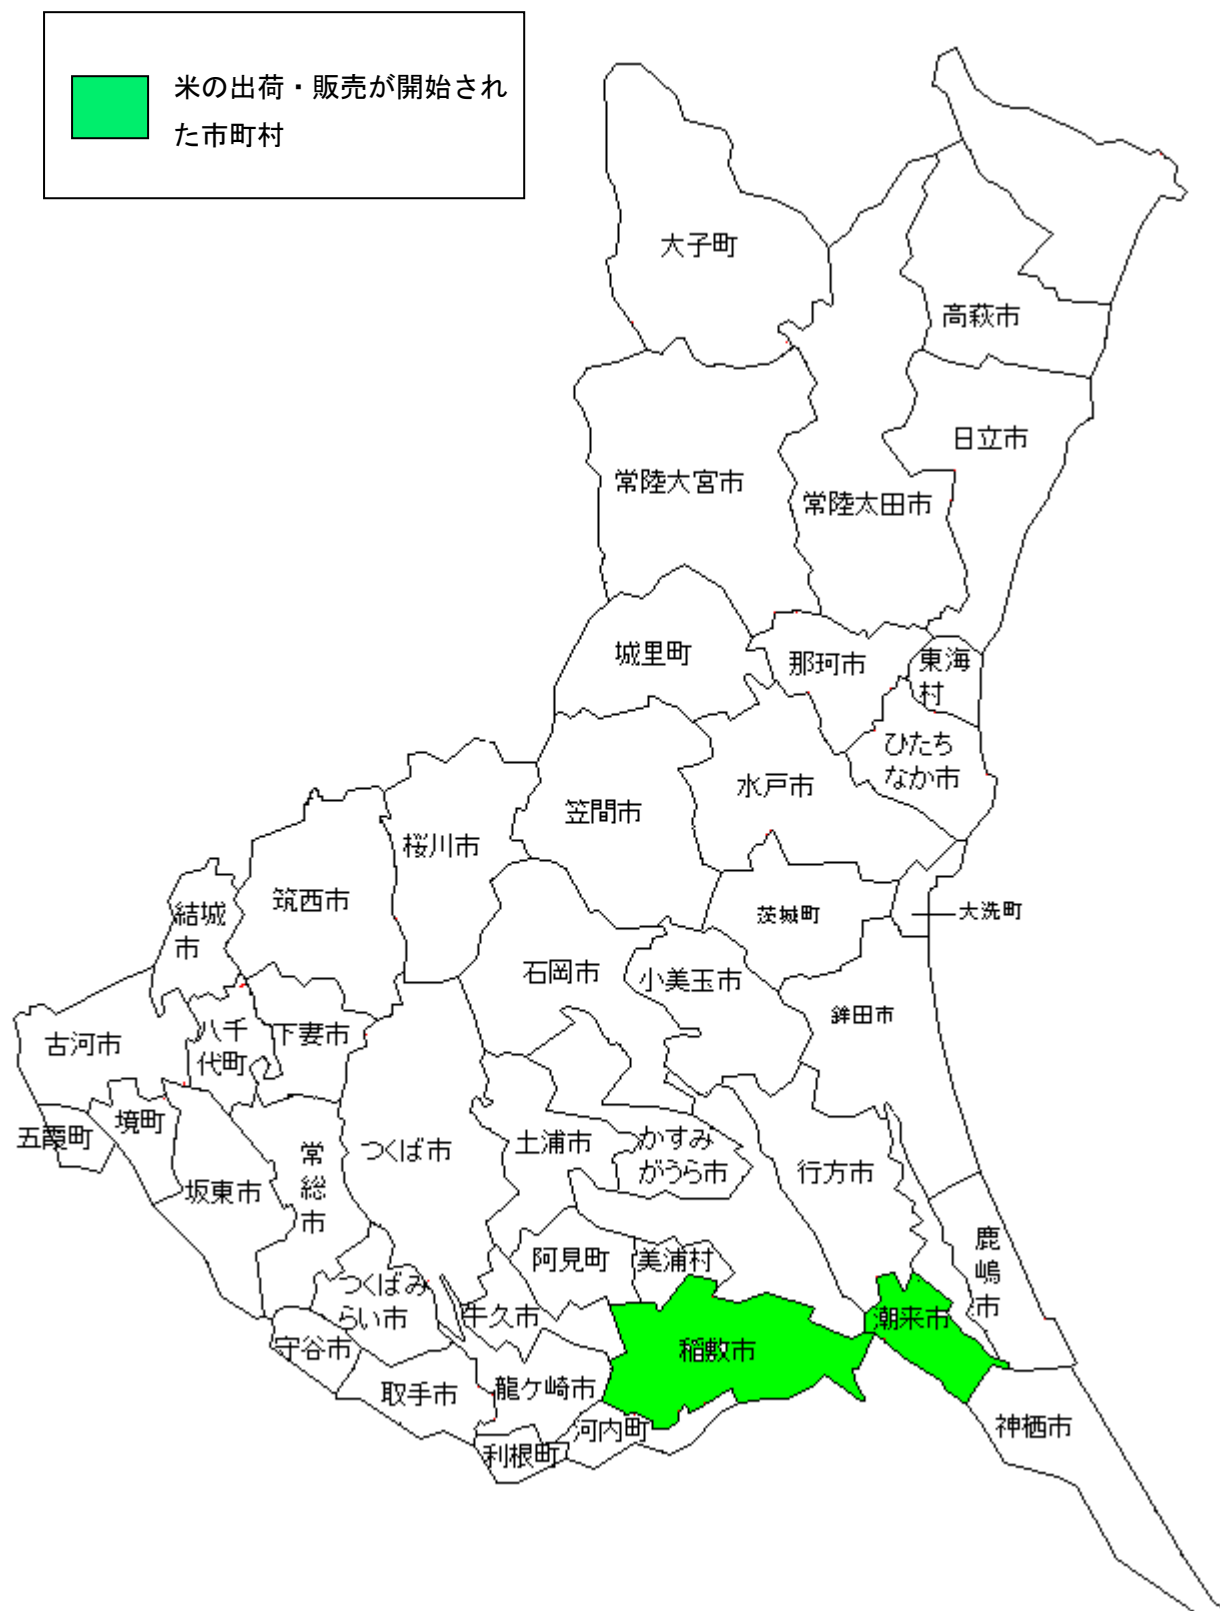 米の出荷・販売が開始され
た市町村
大子町
高萩市
日立市
常陸大宮市
常陸太田市
城里町
那珂市
東海
村
ひたち
なか市
水戸市
笠間市
桜川市
筑西市
結城
市
茨城町
大洗町
石岡市
小美玉市
鉾田市
古河市
八千
代町
下妻市
五霞町
境町
坂東市
常
総
市
つくば市
土浦市
かすみ
がうら市
行方市
鹿
嶋
市
阿見町
美浦村
つくばみ
らい市
牛久市
守谷市
取手市
龍ケ崎市
稲敷市
潮来市
河内町
利根町
神栖市